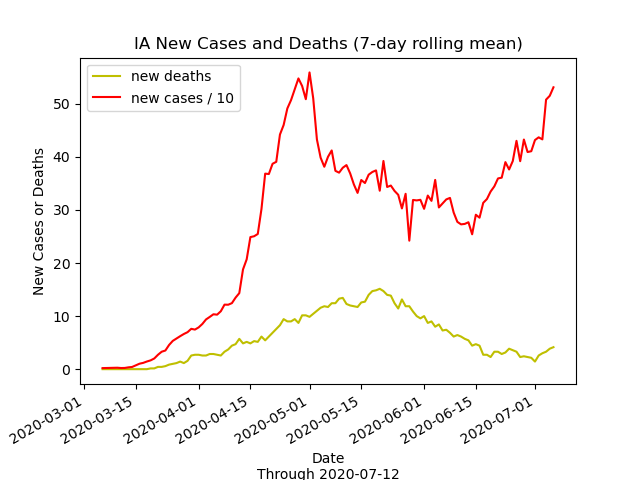 IA New Cases and Deaths (7-day rolling mean)
new deaths
new cases / 10
New Cases or Deaths
50
40
30
20
10
0
2020-03-01
2020-03-15
2020-04-01
2020-04-15
2020-05-01
2020-05-15
2020-06-01
2020-06-15
2020-07-01
Date
Through 2020-07-12